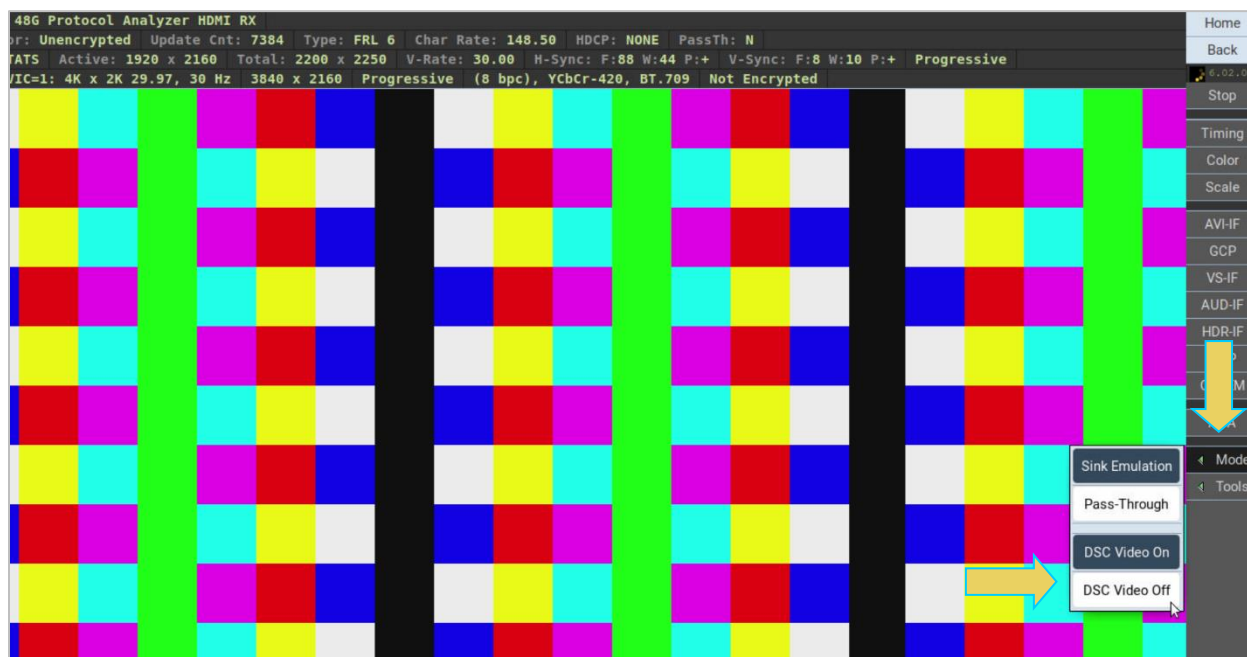 48G Protocol Analyzer HDMI RX
or: Unencrypted Update Cnt: 7384 Type: FRL 6 Char Rate: 148.50 HDCP: NONE PassTh: N
TATS Active: 1920 x 2160 Total: 2200 x 2250 V-Rate: 30.00 H-Sync: F:88 W:44 P:+ V-Sync: F:8 W:10 P:+ Progressive
VIC=1: 4K x 2K 29.97, 30 Hz 3840 x 2160 Progressive (8 bpc), YCbCr-420, BT.709 Not Encrypted
Home
Back
6.02.0
Stop
Timing
Color
Scale
AVI-IF
GCP
VS-IF
AUD-IF
HDR-IF
Mode
Tools
Sink Emulation
Pass-Through
DSC Video On
DSC Video Off